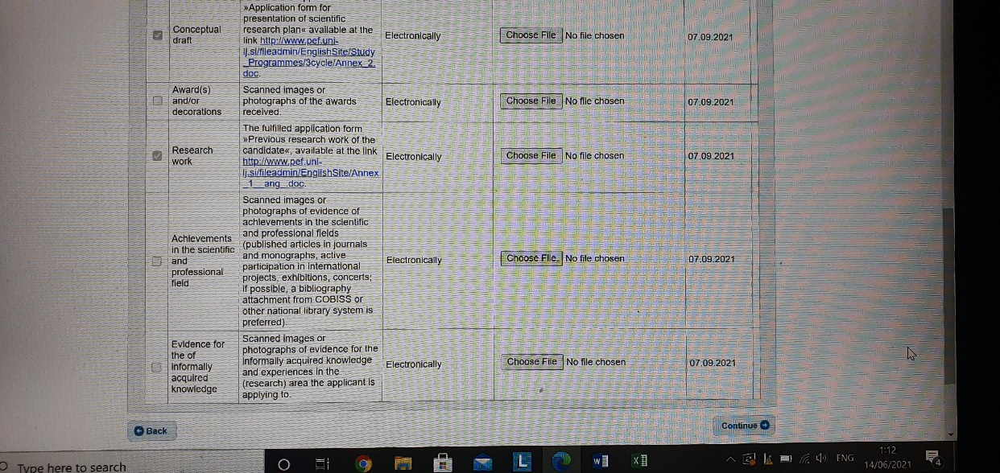 »Application form for
presentation of scientific
Conceptual draft
research plan« available at the
link http://www.pef.uni-
lj.si/fileadmin/EnglishSite/Study
_Programmes/3cycle/Annex_2.
doc.
Electronically
Choose File No file chosen
07.09.2021
Award(s)
and/or
decorations
Scanned images or
photographs of the awards
received.
Electronically
Choose File No file chosen
07.09.2021
Research
work
The fulfilled application form
»Previous research work of the
candidate«, available at the link
http://www.pef.uni-
lj.si/fileadmin/EnglishSite/Annex
_1__ang_.doc.
Electronically
Choose File No file chosen
07.09.2021
Achievements
in the scientific
and
professional
field
Scanned images or
photographs of evidence of
achievements in the scientific
and professional fields
(published articles in journals
and monographs, active
participation in international
projects, exhibitions, concerts;
if possible, a bibliography
attachment from COBISS or
other national library system is
preferred).
Electronically
Choose File No file chosen
07.09.2021
Evidence for
the of
informally
acquired
knowledge
Scanned images or
photographs of evidence for the
informally acquired knowledge
and experiences in the
(research) area the applicant is
applying to.
Electronically
Choose File No file chosen
07.09.2021
Back
Continue
Type here to search
L
W
X
ENG
1:12
14/06/2021
4